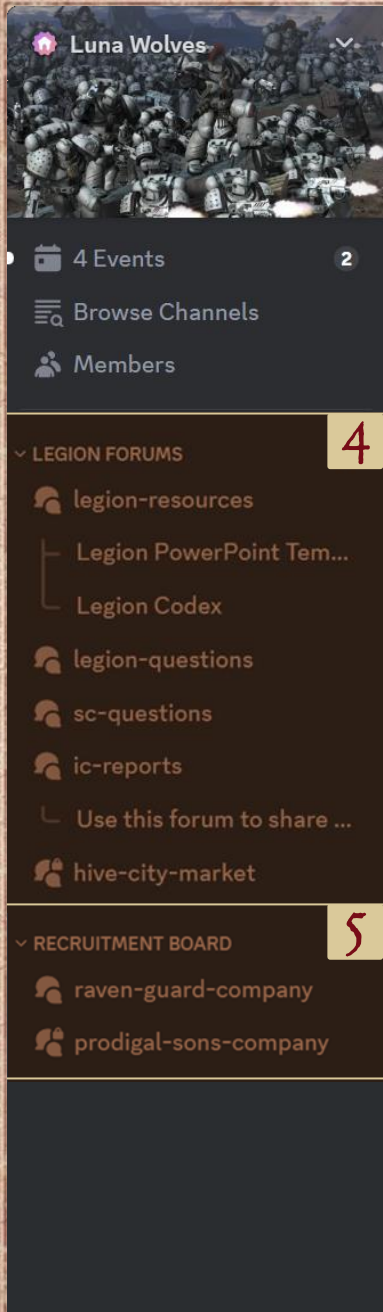 Luna Wolves
4 Events 2
Browse Channels
Members
4
LEGION FORUMS
legion-resources
Legion PowerPoint Tem...
Legion Codex
legion-questions
sc-questions
ic-reports
Use this forum to share ...
hive-city-market
5
RECRUITMENT BOARD
raven-guard-company
prodigal-sons-company